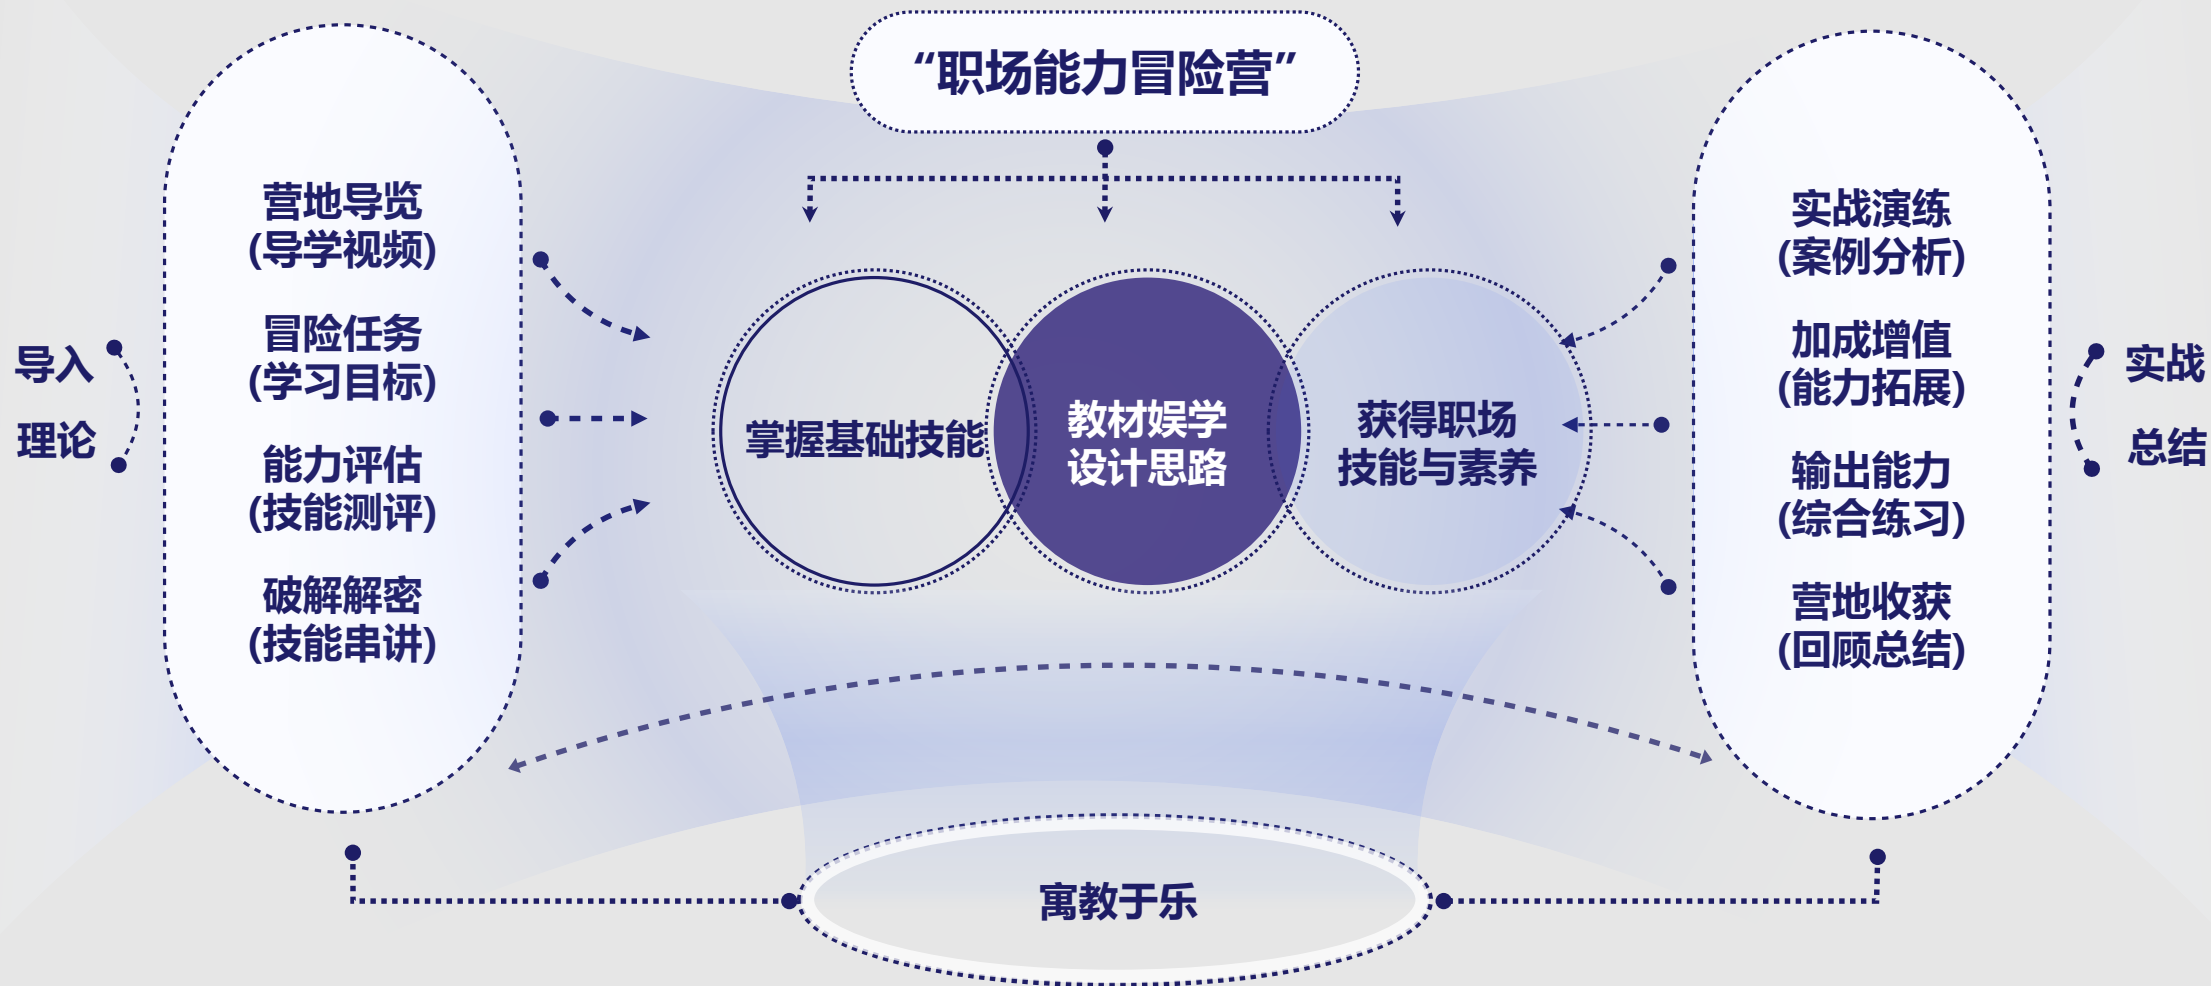 “职场能力冒险营”
导入
理论
营地导览
(导学视频)
冒险任务
(学习目标)
能力评估
(技能测评)
破解解密
(技能串讲)
掌握基础技能
教材娱学
设计思路
获得职场
技能与素养
实战演练
(案例分析)
加成增值
(能力拓展)
输出能力
(综合练习)
营地收获
(回顾总结)
实战
总结
寓教于乐